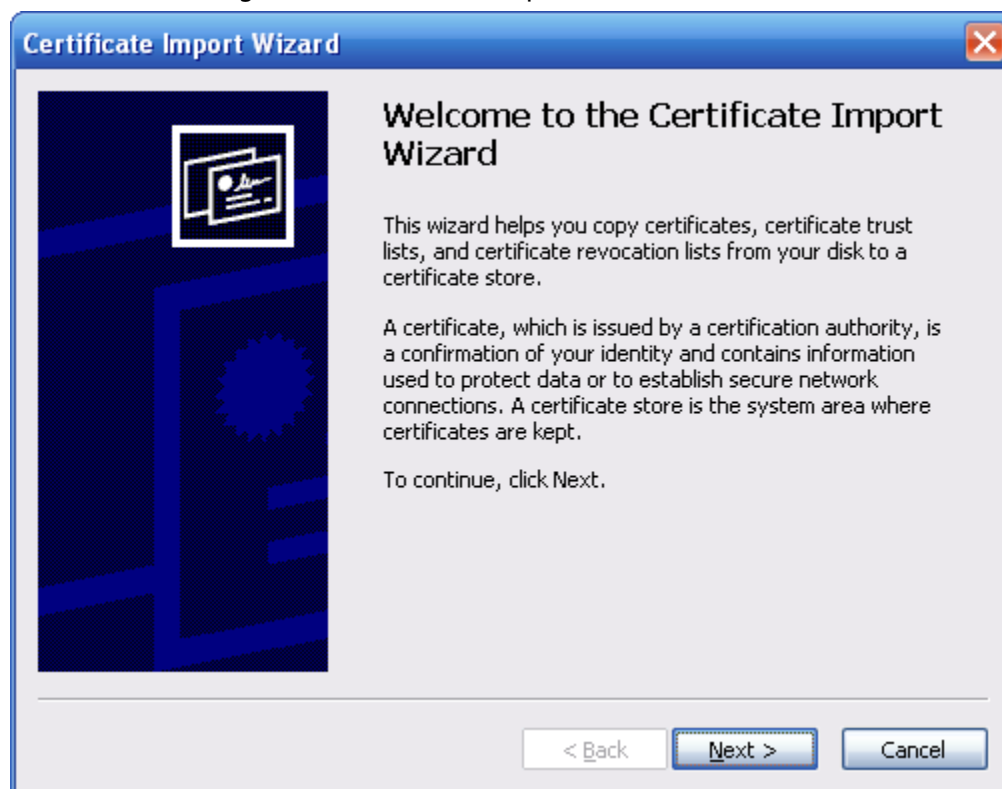 Certificate Import Wizard
Welcome to the Certificate Import
Wizard
This wizard helps you copy certificates, certificate trust
lists, and certificate revocation lists from your disk to a
certificate store.
A certificate, which is issued by a certification authority, is
a confirmation of your identity and contains information
used to protect data or to establish secure network
connections. A certificate store is the system area where
certificates are kept.
To continue, click Next.
< Back Next > Cancel